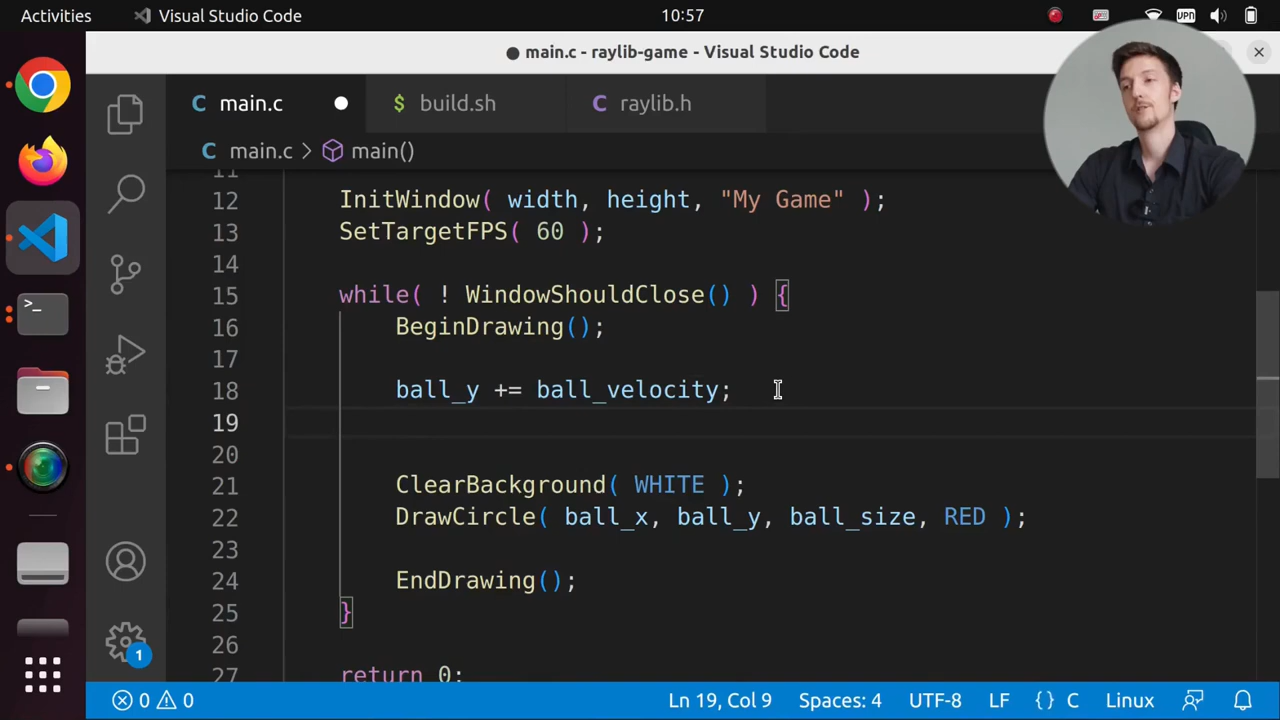 Activities Visual Studio Code 10:57 VPN
● main.c - raylib-game - Visual Studio Code
C main.c $ build.sh C raylib.h
C main.c > main()
11
12 InitWindow( width, height, "My Game" );
13 SetTargetFPS( 60 );
14
15 while( ! WindowShouldClose() ) {
16 BeginDrawing();
17
18 ball_y += ball_velocity;
19
20
21 ClearBackground( WHITE );
22 DrawCircle( ball_x, ball_y, ball_size, RED );
23
24 EndDrawing();
25 }
26
27 return 0;
1
0 0 Ln 19, Col 9 Spaces: 4 UTF-8 LF {} C Linux